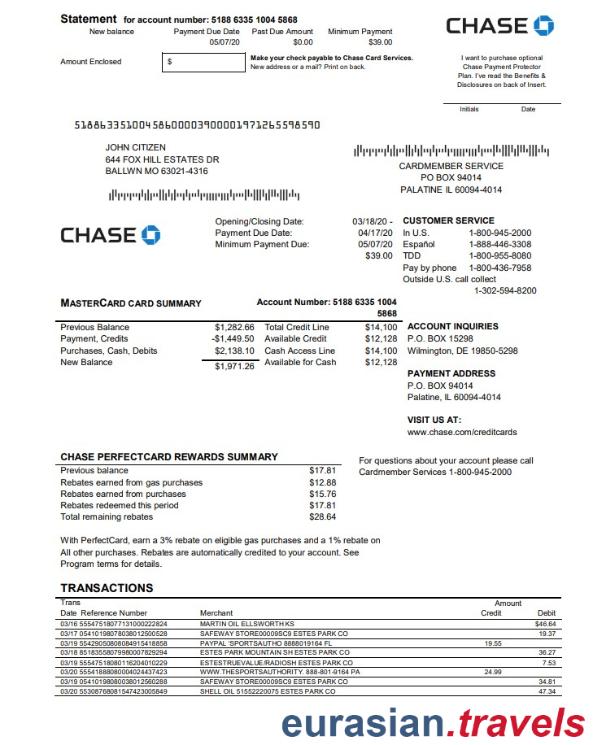 Statement for account number: 5188 6335 1004 5868
New balance Payment Due Date Past Due Amount Minimum Payment
05/07/20 $0.00 $39.00
Amount Enclosed $ Make your check payable to Chase Card Services.
New address or a mail? Print on back.
CHASE
I want to purchase optional
Chase Payment Protector
Plan. I've read the Benefits &
Disclosures on back of Insert.
Initials Date
51886335100458600003900001971265598590
JOHN CITIZEN
644 FOX HILL ESTATES DR
BALLWN MO 63021-4316
CARDMEMBER SERVICE
PO BOX 94014
PALATINE IL 60094-4014
CHASE
Opening/Closing Date: 03/18/20 -
Payment Due Date: 04/17/20
Minimum Payment Due: 05/07/20
$39.00
CUSTOMER SERVICE
In U.S. 1-800-945-2000
Español 1-888-446-3308
TDD 1-800-955-8080
Pay by phone 1-800-436-7958
Outside U.S. call collect
1-302-594-8200
MASTERCARD CARD SUMMARY Account Number: 5188 6335 1004
5868
Previous Balance $1,282.66 Total Credit Line $14,100
Payment, Credits -$1,449.50 Available Credit $12,128
Purchases, Cash, Debits $2,138.10 Cash Access Line $14,100
New Balance $1,971.26 Available for Cash $12,128
ACCOUNT INQUIRIES
P.O. BOX 15298
Wilmington, DE 19850-5298
PAYMENT ADDRESS
P.O. BOX 94014
Palatine, IL 60094-4014
VISIT US AT:
www.chase.com/creditcards
CHASE PERFECTCARD REWARDS SUMMARY
Previous balance $17.81
Rebates earned from gas purchases $12.88
Rebates earned from purchases $15.76
Rebates redeemed this period $17.81
Total remaining rebates $28.64
For questions about your account please call
Cardmember Services 1-800-945-2000
With PerfectCard, earn a 3% rebate on eligible gas purchases and a 1% rebate on
All other purchases. Rebates are automatically credited to your account. See
Program terms for details.
TRANSACTIONS
Trans Amount
Date Reference Number Merchant Credit Debit
03/16 55547518077131000222824 MARTIN OIL ELLSWORTH KS $46.64
03/17 05410198078038012500528 SAFEWAY STORE00009SC9 ESTES PARK CO 19.37
03/19 55429050808084915418858 PAYPAL 'SPORTSAUTHO 8888019164 FL 19.55
03/18 85183558079980007829294 ESTES PARK MOUNTAIN SH ESTES PARK CO 36.27
03/19 55547518080116204010229 ESTESTRUEVALUE/RADIOSH ESTES PARK CO 7.53
03/20 55541888080004024437423 WWW.THESPORTSAUTHORITY. 888-801-9164 PA 24.99
03/19 05410198080038012560288 SAFEWAY STORE00009SC9 ESTES PARK CO 34.81
03/20 55308768081547423005849 SHELL OIL 51552220075 ESTES PARK CO 47.34
eurasian.travels